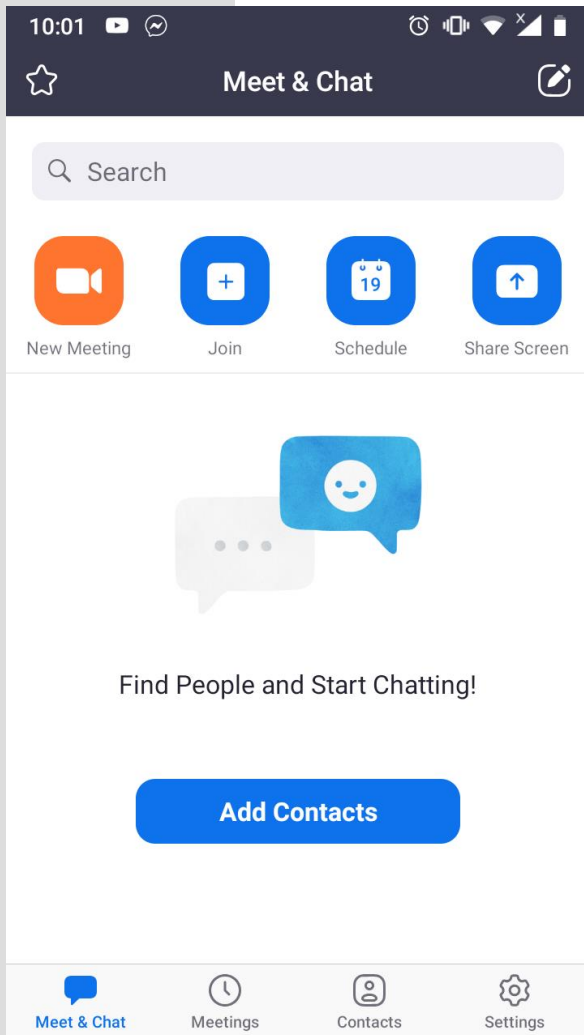 10:01
Meet & Chat
Search
19
New Meeting Join Schedule Share Screen
Find People and Start Chatting!
Add Contacts
Meet & Chat Meetings Contacts Settings